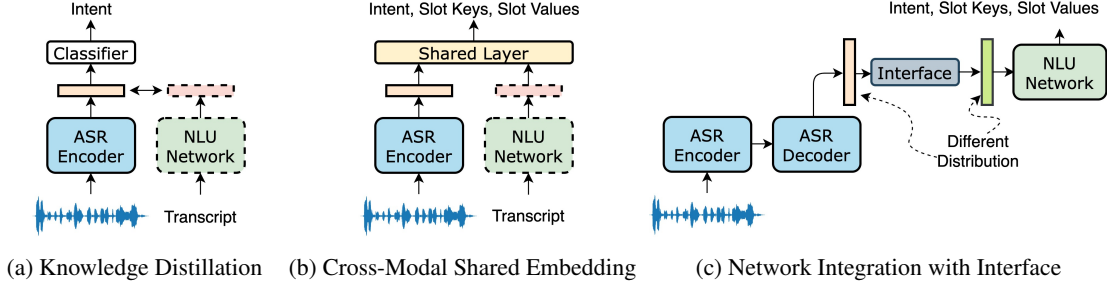 Intent
Classifier
ASR
Encoder
NLU
Network
Transcript
(a) Knowledge Distillation
Intent, Slot Keys, Slot Values
Shared Layer
ASR
Encoder
NLU
Network
Transcript
(b) Cross-Modal Shared Embedding
Intent, Slot Keys, Slot Values
Interface
NLU
Network
ASR
Encoder
ASR
Decoder
Different
Distribution
(c) Network Integration with Interface